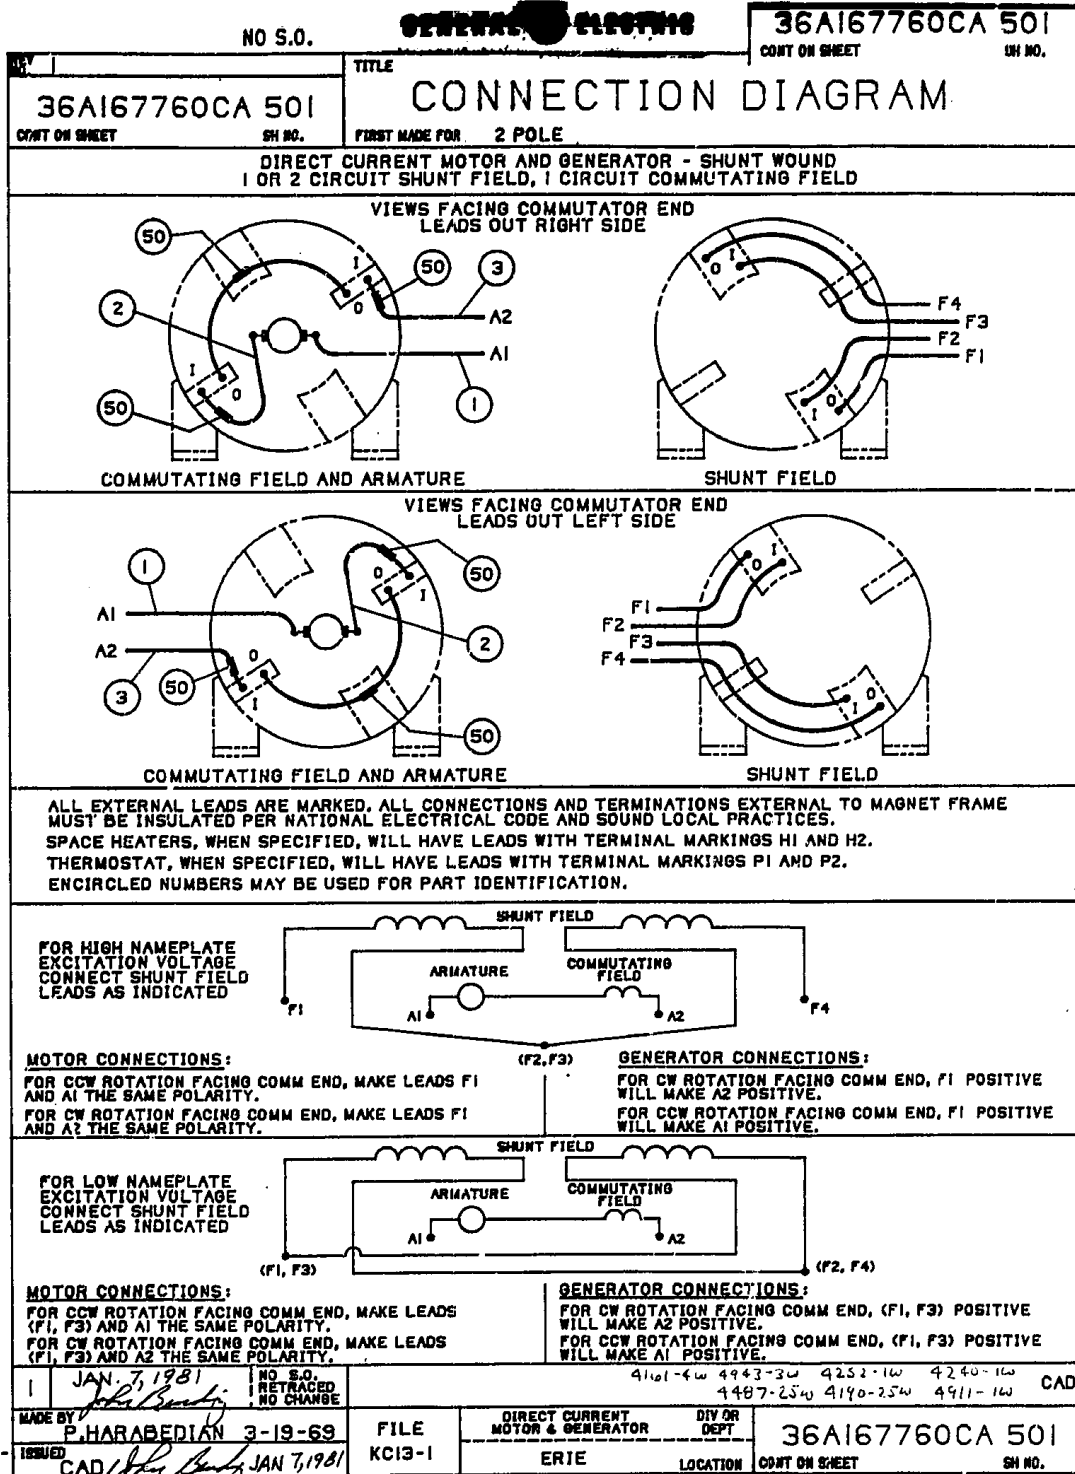 NO S.O.
GENERAL ELECTRIC
36A167760CA 501
CONT ON SHEET SH NO.
REV
36A167760CA 501
CONT ON SHEET SH NO.
TITLE
CONNECTION DIAGRAM
FIRST MADE FOR 2 POLE
DIRECT CURRENT MOTOR AND GENERATOR - SHUNT WOUND
1 OR 2 CIRCUIT SHUNT FIELD, 1 CIRCUIT COMMUTATING FIELD
VIEWS FACING COMMUTATOR END
LEADS OUT RIGHT SIDE
50
50
3
I
O
A2
2
A1
I
O
50
1
O
I
F4
F3
F2
F1
I
O
COMMUTATING FIELD AND ARMATURE
SHUNT FIELD
VIEWS FACING COMMUTATOR END
LEADS OUT LEFT SIDE
1
50
O
I
A1
2
A2
O
3
50
I
50
O
I
F1
F2
F3
F4
I
O
COMMUTATING FIELD AND ARMATURE
SHUNT FIELD
ALL EXTERNAL LEADS ARE MARKED. ALL CONNECTIONS AND TERMINATIONS EXTERNAL TO MAGNET FRAME
MUST BE INSULATED PER NATIONAL ELECTRICAL CODE AND SOUND LOCAL PRACTICES.
SPACE HEATERS, WHEN SPECIFIED, WILL HAVE LEADS WITH TERMINAL MARKINGS H1 AND H2.
THERMOSTAT, WHEN SPECIFIED, WILL HAVE LEADS WITH TERMINAL MARKINGS P1 AND P2.
ENCIRCLED NUMBERS MAY BE USED FOR PART IDENTIFICATION.
SHUNT FIELD
FOR HIGH NAMEPLATE
EXCITATION VOLTAGE
CONNECT SHUNT FIELD
LEADS AS INDICATED
ARMATURE
COMMUTATING
FIELD
F1
A1
A2
F4
(F2,F3)
MOTOR CONNECTIONS:
FOR CCW ROTATION FACING COMM END, MAKE LEADS F1
AND A1 THE SAME POLARITY.
FOR CW ROTATION FACING COMM END, MAKE LEADS F1
AND A2 THE SAME POLARITY.
GENERATOR CONNECTIONS:
FOR CW ROTATION FACING COMM END, F1 POSITIVE
WILL MAKE A2 POSITIVE.
FOR CCW ROTATION FACING COMM END, F1 POSITIVE
WILL MAKE A1 POSITIVE.
SHUNT FIELD
FOR LOW NAMEPLATE
EXCITATION VOLTAGE
CONNECT SHUNT FIELD
LEADS AS INDICATED
ARMATURE
COMMUTATING
FIELD
A1
A2
(F1, F3)
(F2, F4)
MOTOR CONNECTIONS:
FOR CCW ROTATION FACING COMM END, MAKE LEADS
(F1, F3) AND A1 THE SAME POLARITY.
FOR CW ROTATION FACING COMM END, MAKE LEADS
(F1, F3) AND A2 THE SAME POLARITY.
GENERATOR CONNECTIONS:
FOR CW ROTATION FACING COMM END, (F1, F3) POSITIVE
WILL MAKE A2 POSITIVE.
FOR CCW ROTATION FACING COMM END, (F1, F3) POSITIVE
WILL MAKE A1 POSITIVE.
1 JAN. 7, 1981
NO S.O.
RETRACED
NO CHANGE
4161-4W 4943-3W 4252-1W 4240-1W
4487-25W 4190-25W 4911-1W
CAD
MADE BY
P.HARABEDIAN 3-19-69
ISSUED
CAD JAN 7, 1981
FILE
KC13-1
DIRECT CURRENT
MOTOR & GENERATOR
DIV OR
DEPT
ERIE
LOCATION
36A167760CA 501
CONT ON SHEET SH NO.